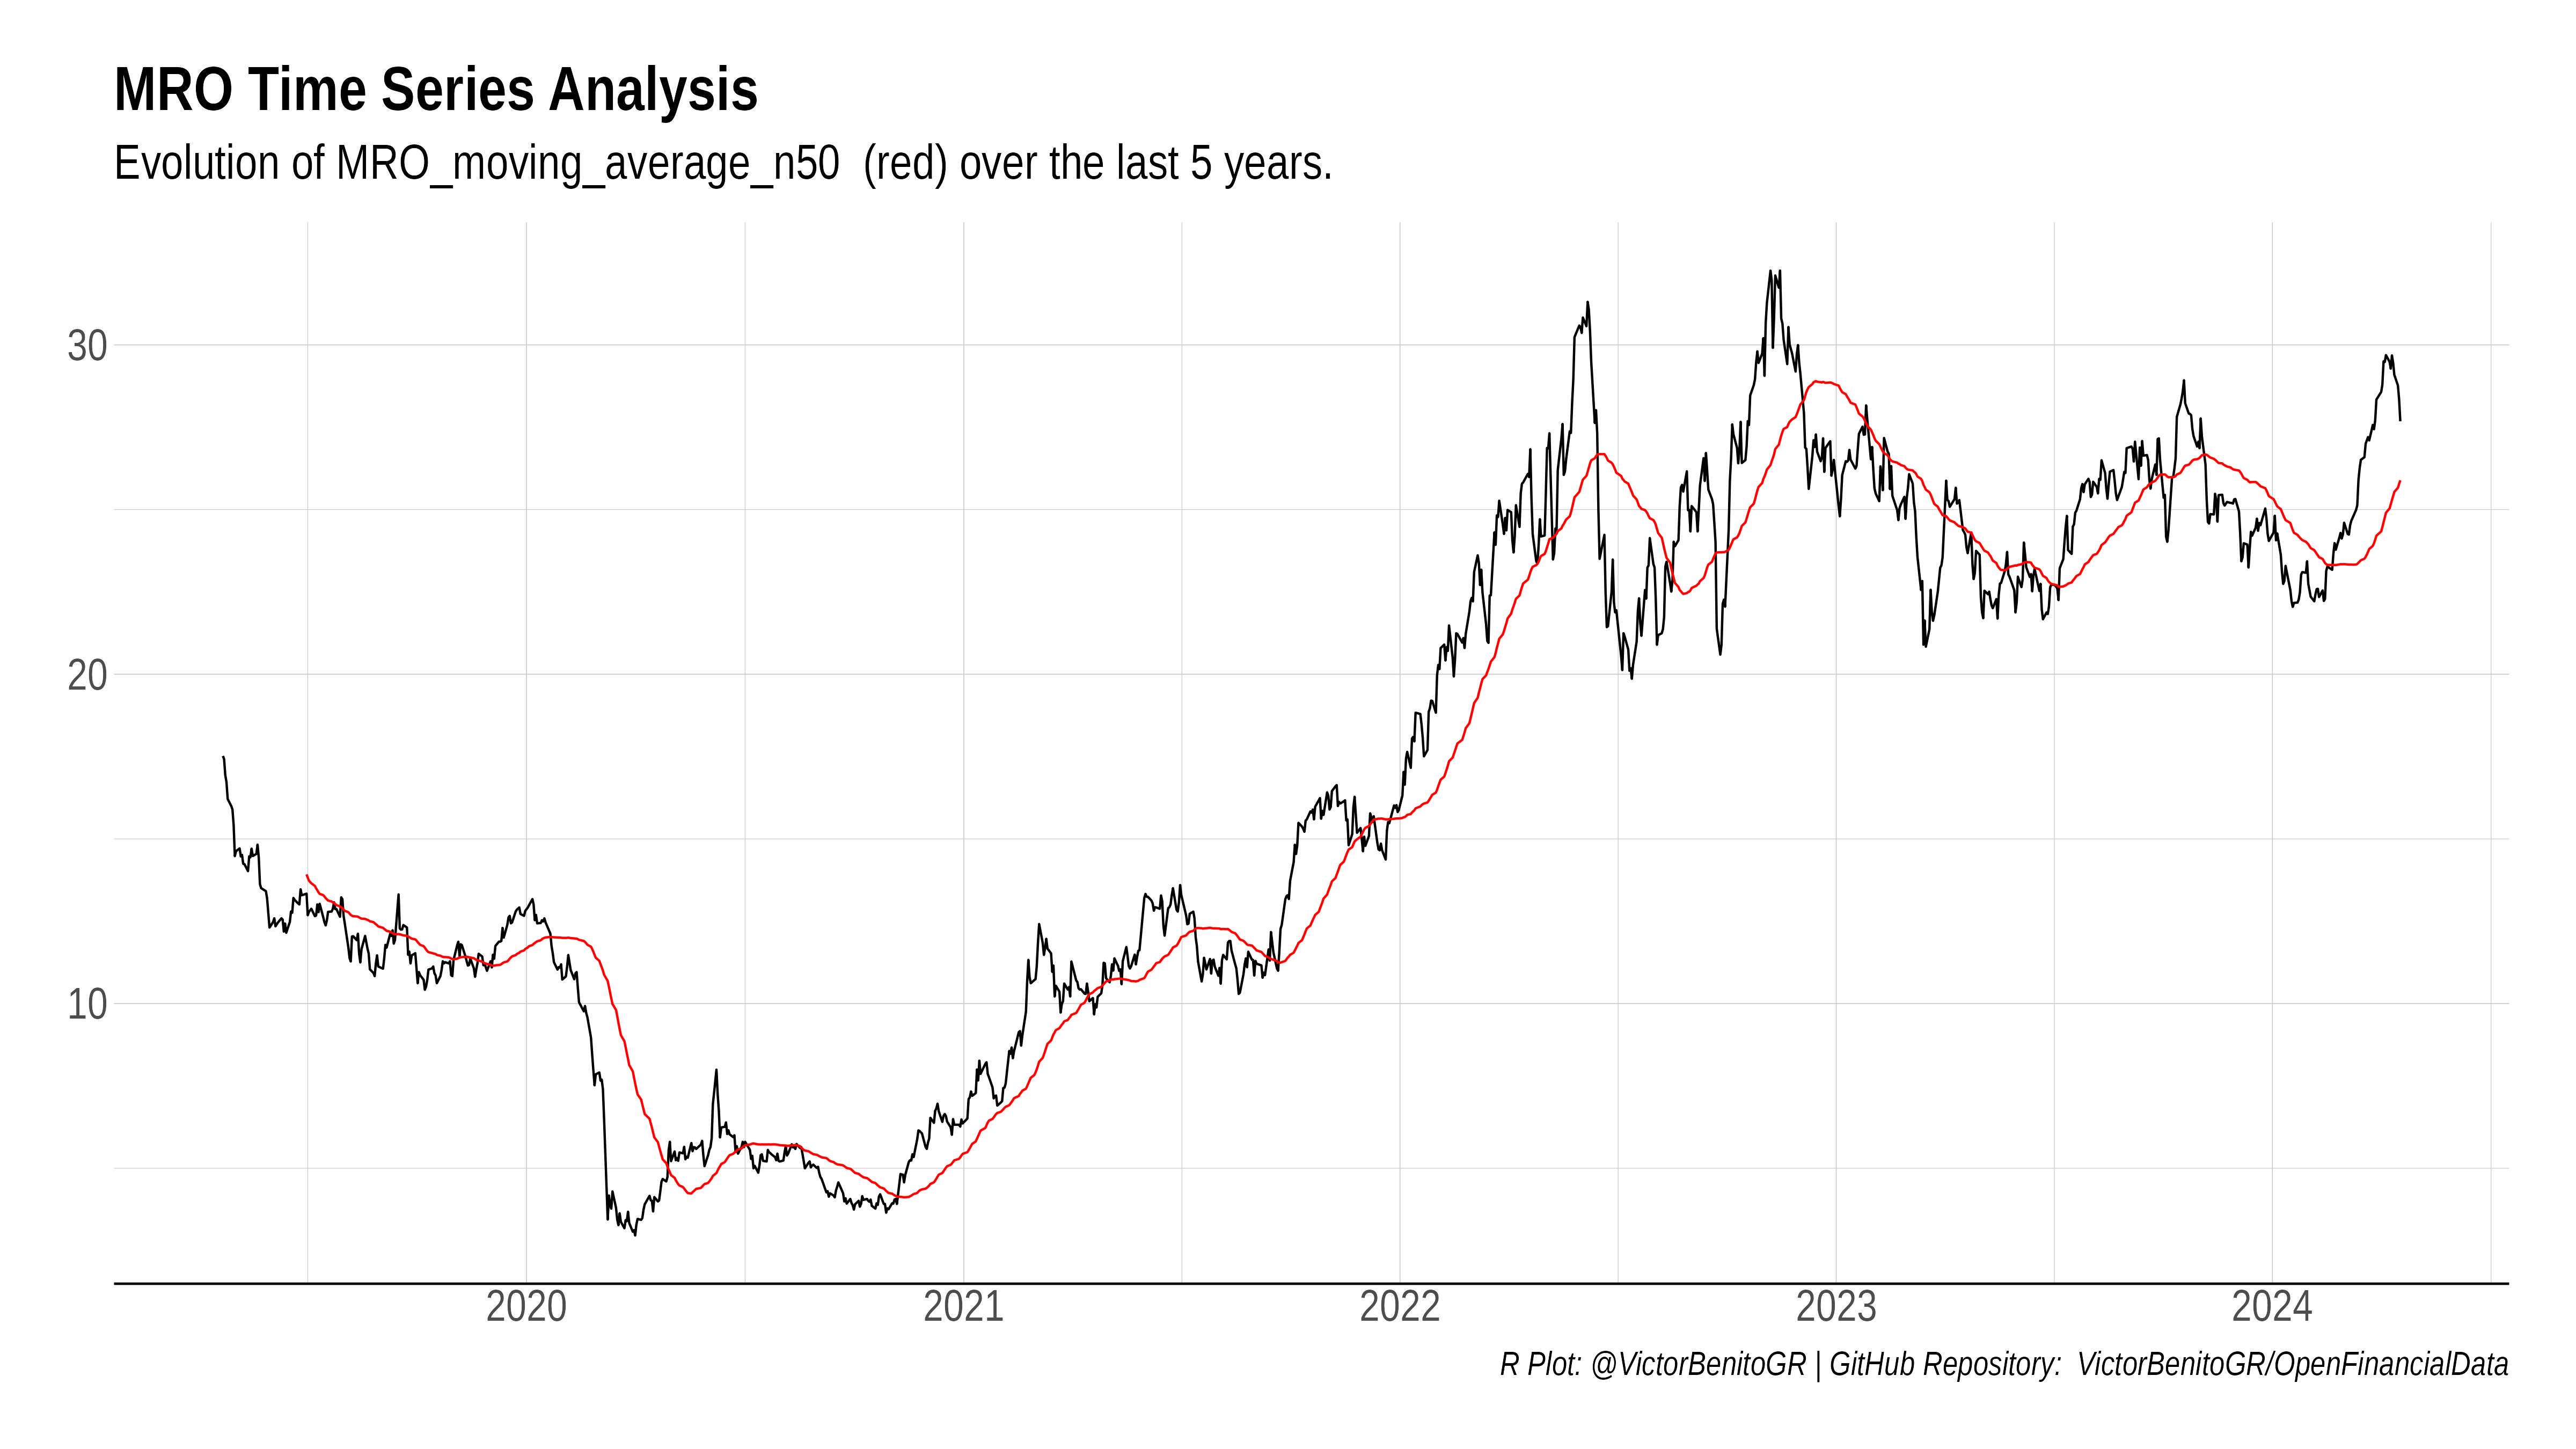 MRO Time Series Analysis
Evolution of MRO_moving_average_n50  (red) over the last 5 years.
30
20
10
2020
2021
2022
2023
2024
R Plot: @VictorBenitoGR | GitHub Repository:  VictorBenitoGR/OpenFinancialData